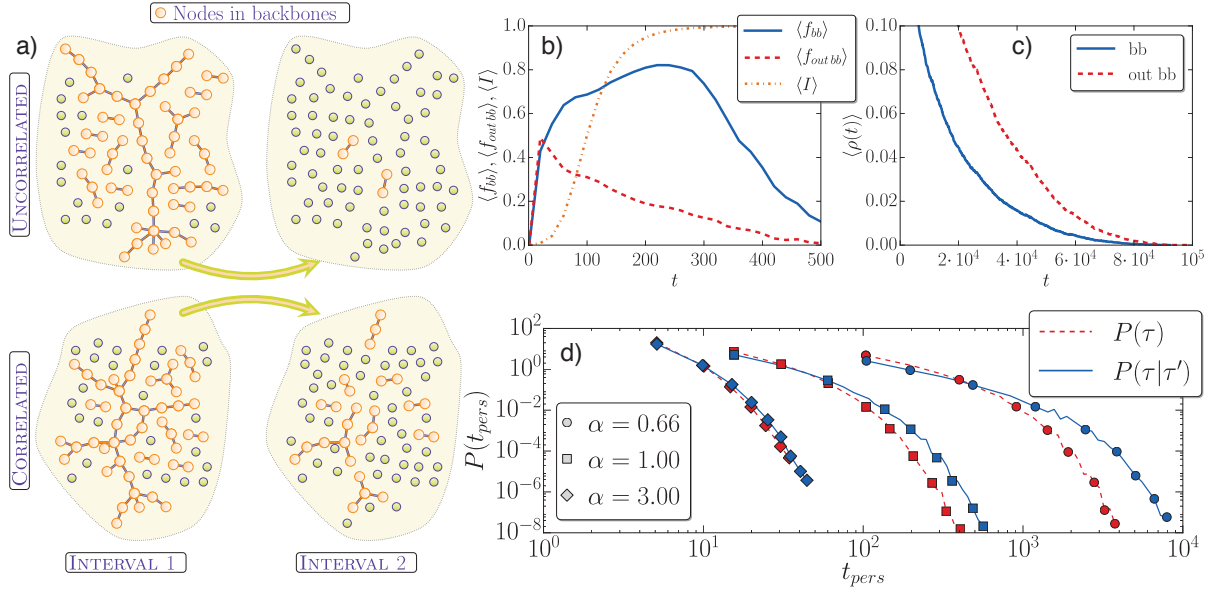 Nodes in backbones
a)
UNCORRELATED
CORRELATED
INTERVAL 1
INTERVAL 2
b)
⟨f_bb⟩, ⟨f_out bb⟩, ⟨I⟩
1.0
0.8
0.6
0.4
0.2
0.0
0 100 200 300 400 500
t
⟨f_bb⟩
⟨f_out bb⟩
⟨I⟩
c)
⟨ρ(t)⟩
0.10
0.08
0.06
0.04
0.02
0.00
0 2·10^4 4·10^4 6·10^4 8·10^4 10^5
t
bb
out bb
d)
P(t_pers)
10^2
10^0
10^-2
10^-4
10^-6
10^-8
10^0 10^1 10^2 10^3 10^4
t_pers
α = 0.66
α = 1.00
α = 3.00
P(τ)
P(τ|τ′)